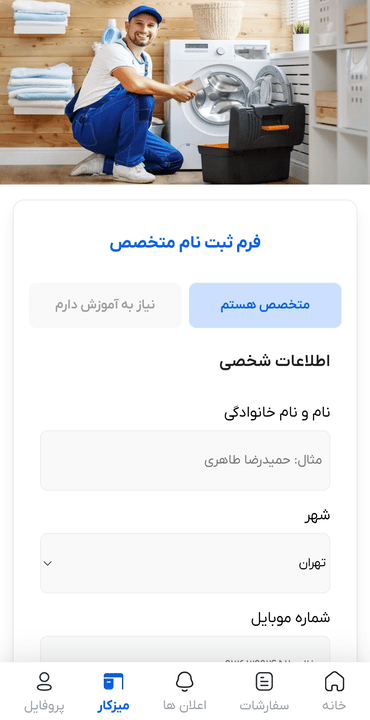 فرم ثبت نام متخصص
متخصص هستم
نیاز به آموزش دارم
اطلاعات شخصی
نام و نام خانوادگی
مثال: حمیدرضا طاهری
شهر
تهران
شماره موبایل
خانه
سفارشات
اعلان ها
میزکار
پروفایل